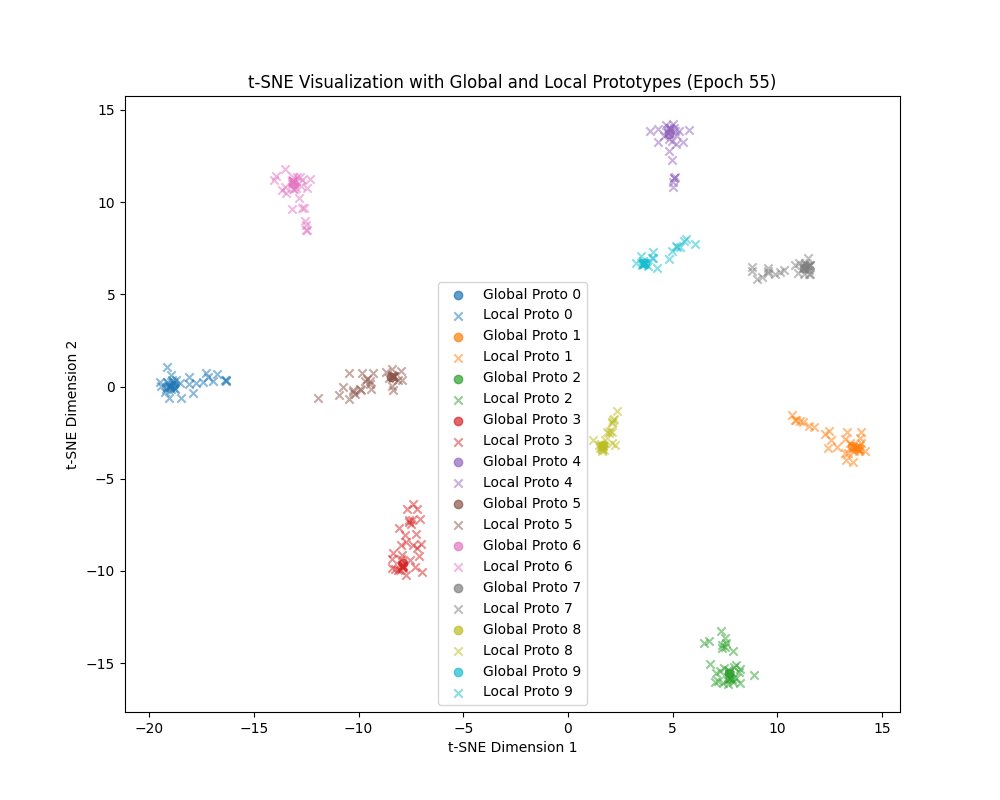 t-SNE Visualization with Global and Local Prototypes (Epoch 55)
15
10
5
0
−5
−10
−15
t-SNE Dimension 2
Global Proto 0
Local Proto 0
Global Proto 1
Local Proto 1
Global Proto 2
Local Proto 2
Global Proto 3
Local Proto 3
Global Proto 4
Local Proto 4
Global Proto 5
Local Proto 5
Global Proto 6
Local Proto 6
Global Proto 7
Local Proto 7
Global Proto 8
Local Proto 8
Global Proto 9
Local Proto 9
−20 −15 −10 −5 0 5 10 15
t-SNE Dimension 1